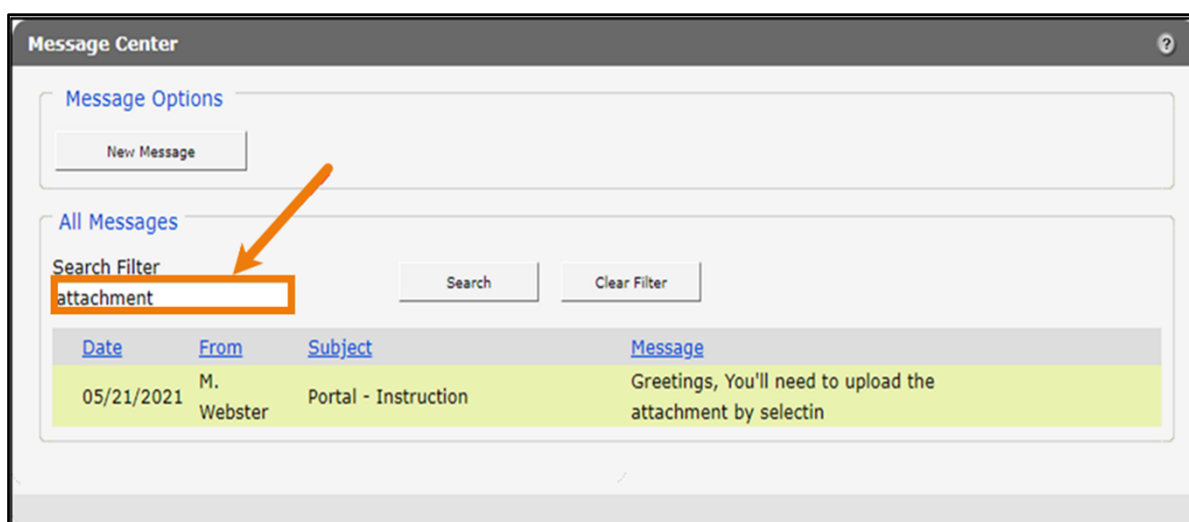 Message Center
?
Message Options
New Message
All Messages
Search Filter
attachment
Search
Clear Filter
Date From Subject Message
05/21/2021 M. Webster Portal - Instruction Greetings, You'll need to upload the
attachment by selectin